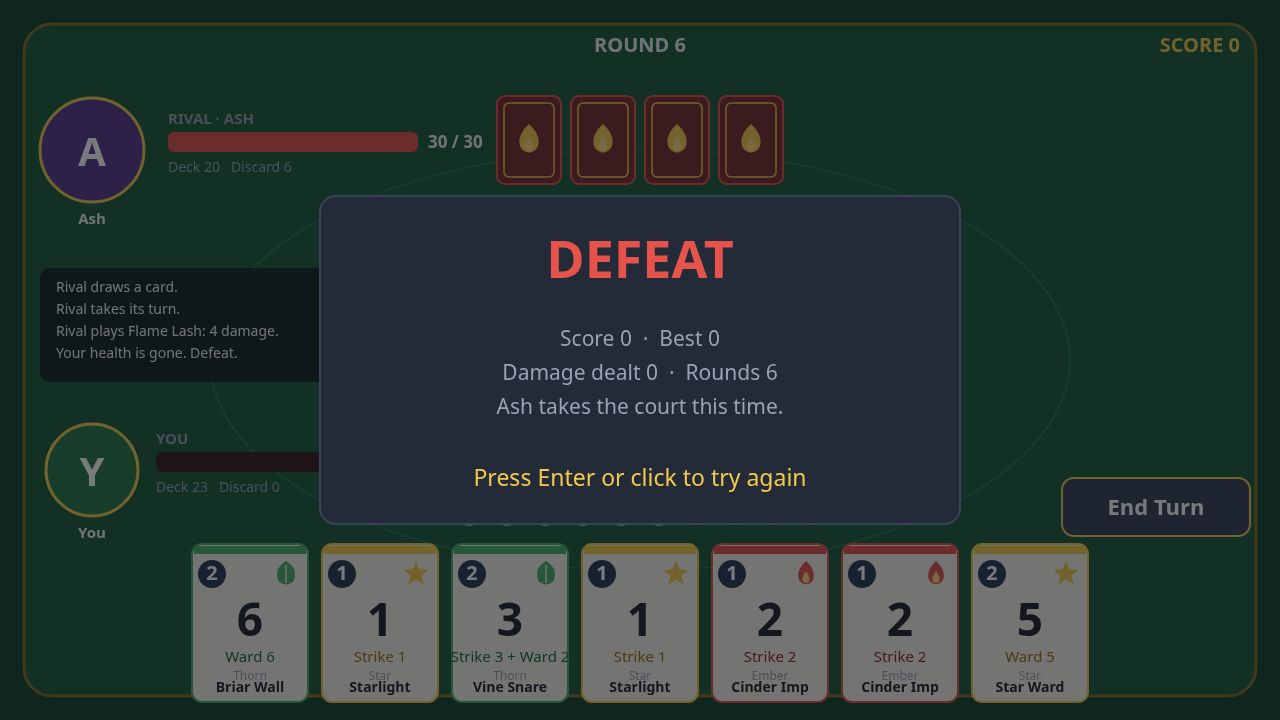 ROUND 6
SCORE 0
A
RIVAL · ASH
30 / 30
Deck 20 Discard 6
Ash
Rival draws a card.
Rival takes its turn.
Rival plays Flame Lash: 4 damage.
Your health is gone. Defeat.
DEFEAT
Score 0 · Best 0
Damage dealt 0 · Rounds 6
Ash takes the court this time.
Press Enter or click to try again
Y
YOU
Deck 23 Discard 0
You
End Turn
2
6
Ward 6
Thorn
Briar Wall
1
1
Strike 1
Star
Starlight
2
3
Strike 3 + Ward 2
Thorn
Vine Snare
1
1
Strike 1
Star
Starlight
1
2
Strike 2
Ember
Cinder Imp
1
2
Strike 2
Ember
Cinder Imp
2
5
Ward 5
Star
Star Ward